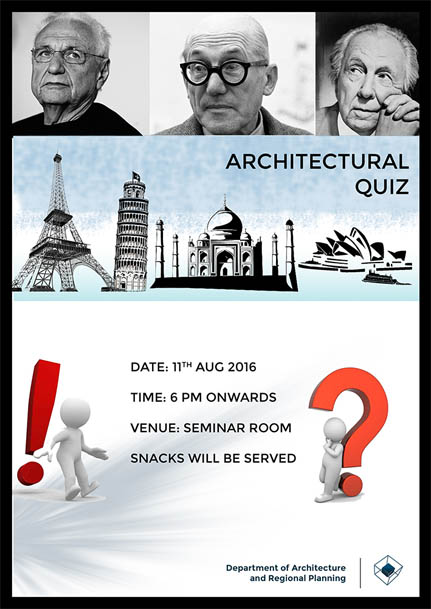 ARCHITECTURAL
QUIZ
DATE: 11TH AUG 2016
TIME: 6 PM ONWARDS
VENUE: SEMINAR ROOM
SNACKS WILL BE SERVED
Department of Architecture
and Regional Planning